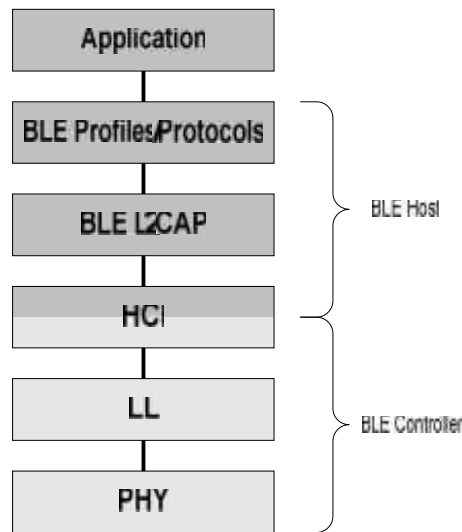 Application
BLE Profiles/Protocols
BLE L2CAP
BLE Host
HCI
LL
BLE Controller
PHY